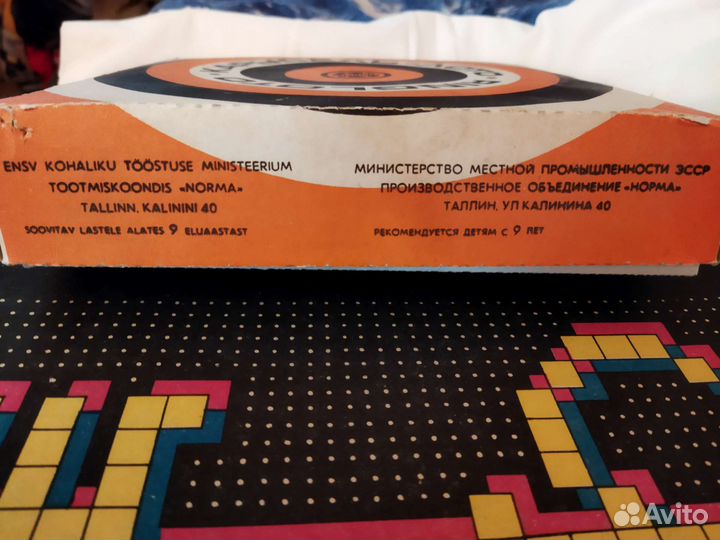 ENSV KOHALIKU TÖÖSTUSE MINISTEERIUM
TOOTMISKOONDIS «NORMA»
TALLINN, KALININI 40
SOOVITAV LASTELE ALATES 9 ELUAASTAST
МИНИСТЕРСТВО МЕСТНОЙ ПРОМЫШЛЕННОСТИ ЭССР
ПРОИЗВОДСТВЕННОЕ ОБЪЕДИНЕНИЕ «НОРМА»
ТАЛЛИН, УЛ КАЛИНИНА 40
РЕКОМЕНДУЕТСЯ ДЕТЯМ С 9 ЛЕТ
Avito